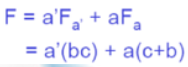 F = a'Fₐ' + aFₐ
= a'(bc) + a(c+b)